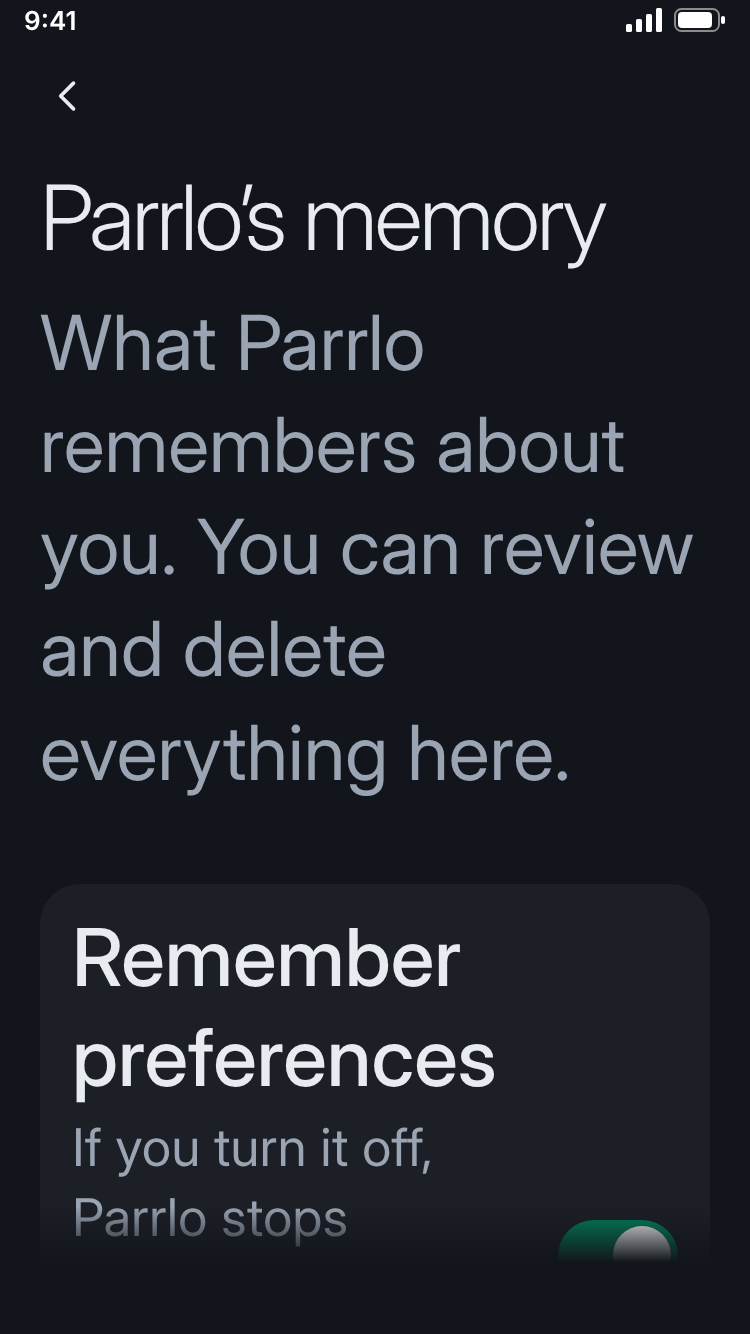 9:41
Parrlo’s memory
What Parrlo
remembers about
you. You can review
and delete
everything here.
Remember
preferences
If you turn it off,
Parrlo stops